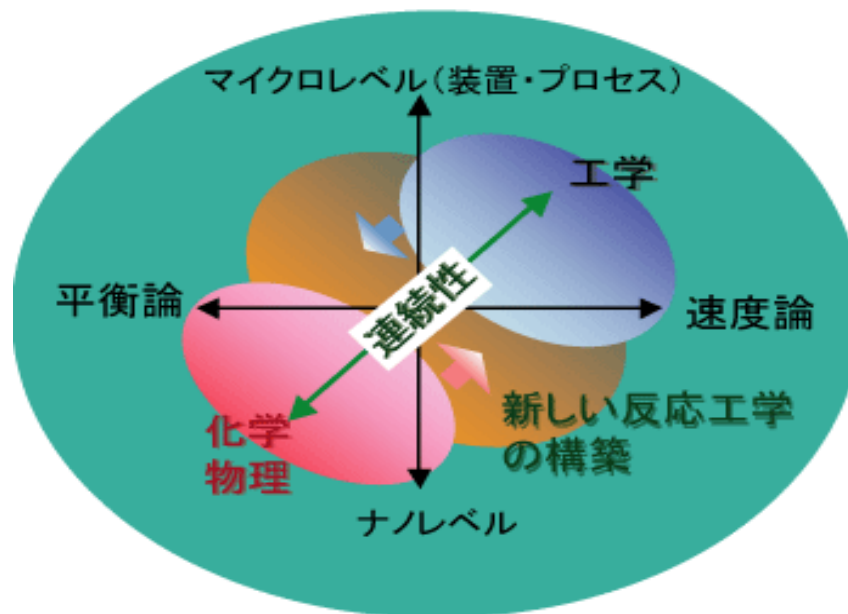 マイクロレベル（装置・プロセス）
工学
平衡論
連続性
速度論
新しい反応工学
の構築
化学
物理
ナノレベル